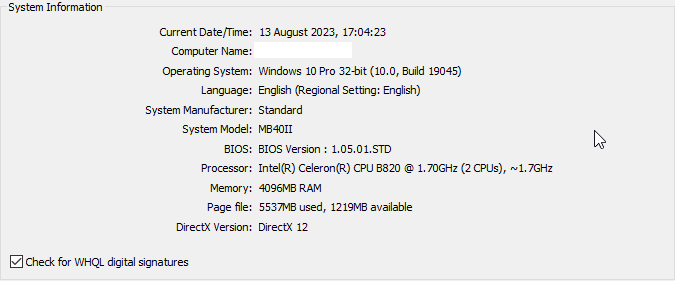 System Information
Current Date/Time: 13 August 2023, 17:04:23
Computer Name:
Operating System: Windows 10 Pro 32-bit (10.0, Build 19045)
Language: English (Regional Setting: English)
System Manufacturer: Standard
System Model: MB40II
BIOS: BIOS Version : 1.05.01.STD
Processor: Intel(R) Celeron(R) CPU B820 @ 1.70GHz (2 CPUs), ~1.7GHz
Memory: 4096MB RAM
Page file: 5537MB used, 1219MB available
DirectX Version: DirectX 12
Check for WHQL digital signatures